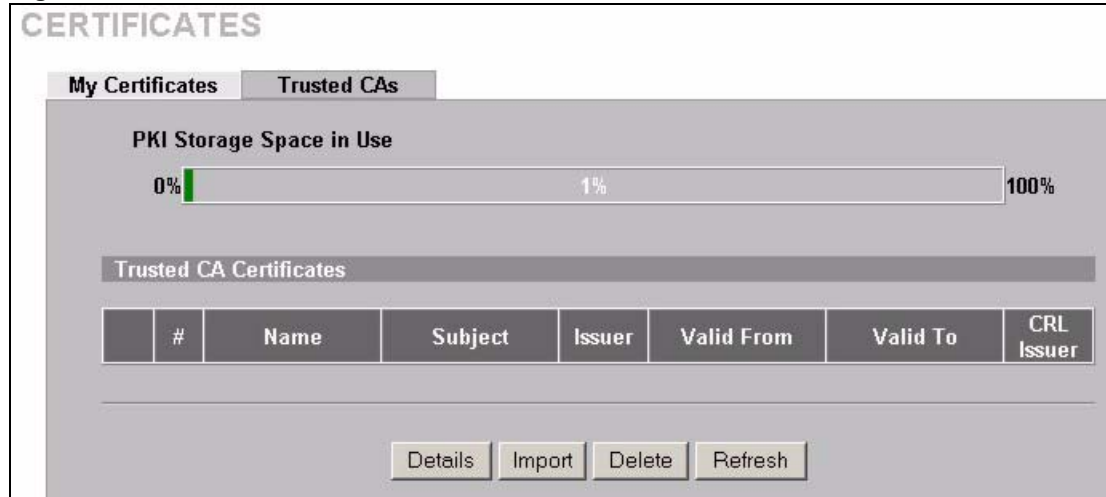 CERTIFICATES
My Certificates Trusted CAs
PKI Storage Space in Use
0% 1% 100%
Trusted CA Certificates
# Name Subject Issuer Valid From Valid To CRL Issuer
Details Import Delete Refresh